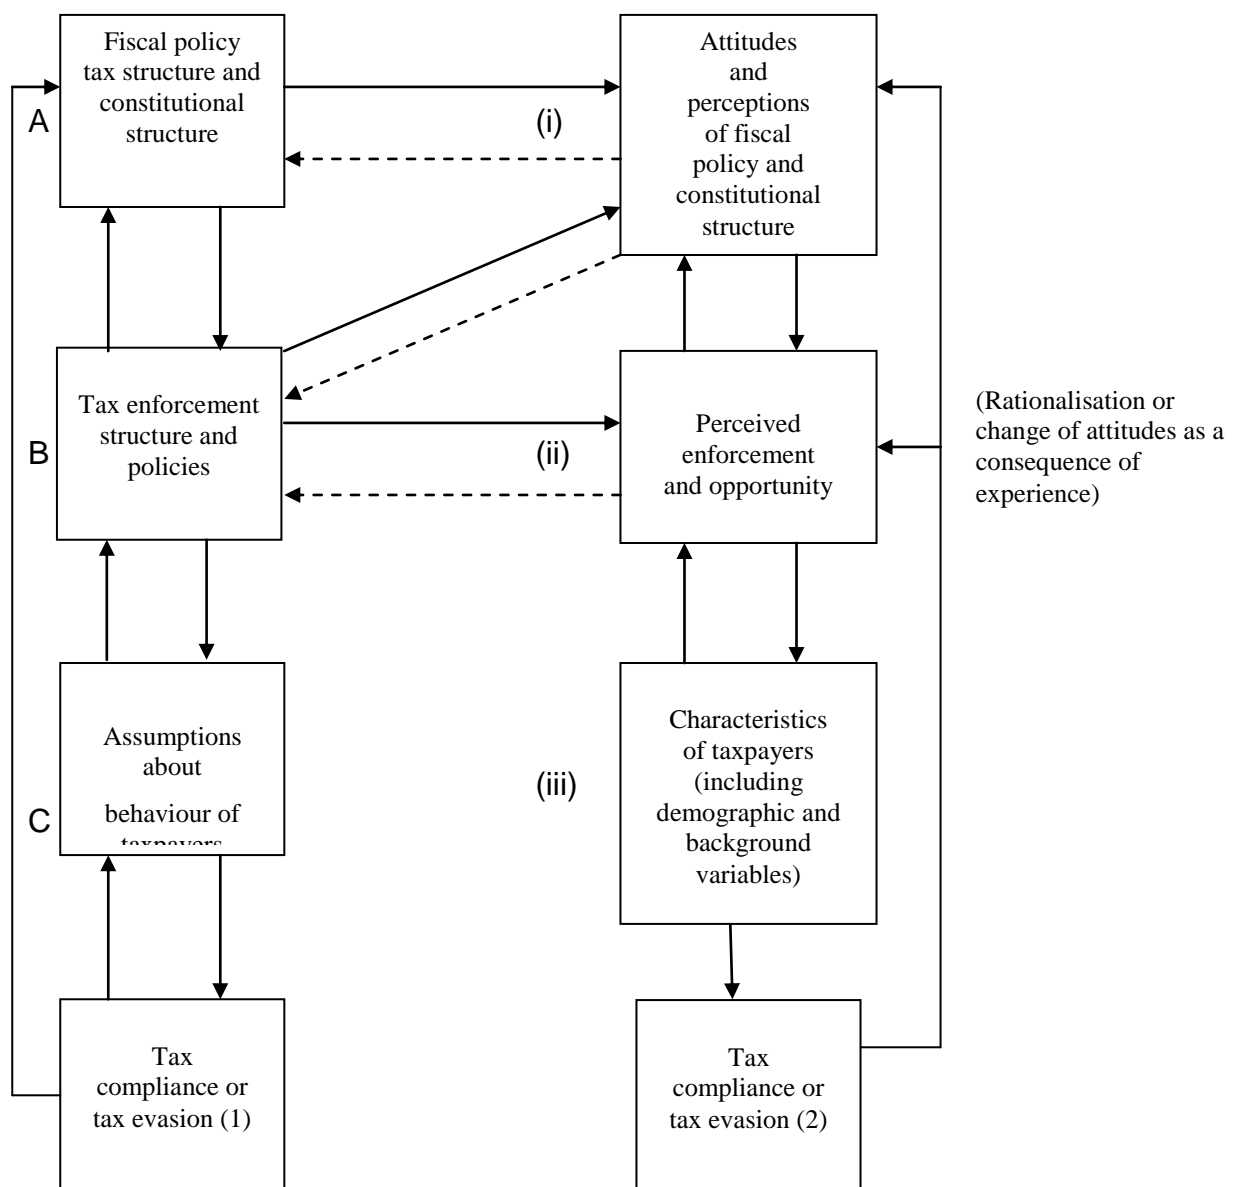 Fiscal policy
tax structure and
constitutional
structure
A
(i)
Attitudes
and
perceptions
of fiscal
policy and
constitutional
structure
Tax enforcement
structure and
policies
B
(ii)
Perceived
enforcement
and opportunity
(Rationalisation or
change of attitudes as a
consequence of
experience)
Assumptions
about
behaviour of
taxpayers
C
(iii)
Characteristics
of taxpayers
(including
demographic and
background
variables)
Tax
compliance or
tax evasion (1)
Tax
compliance or
tax evasion (2)